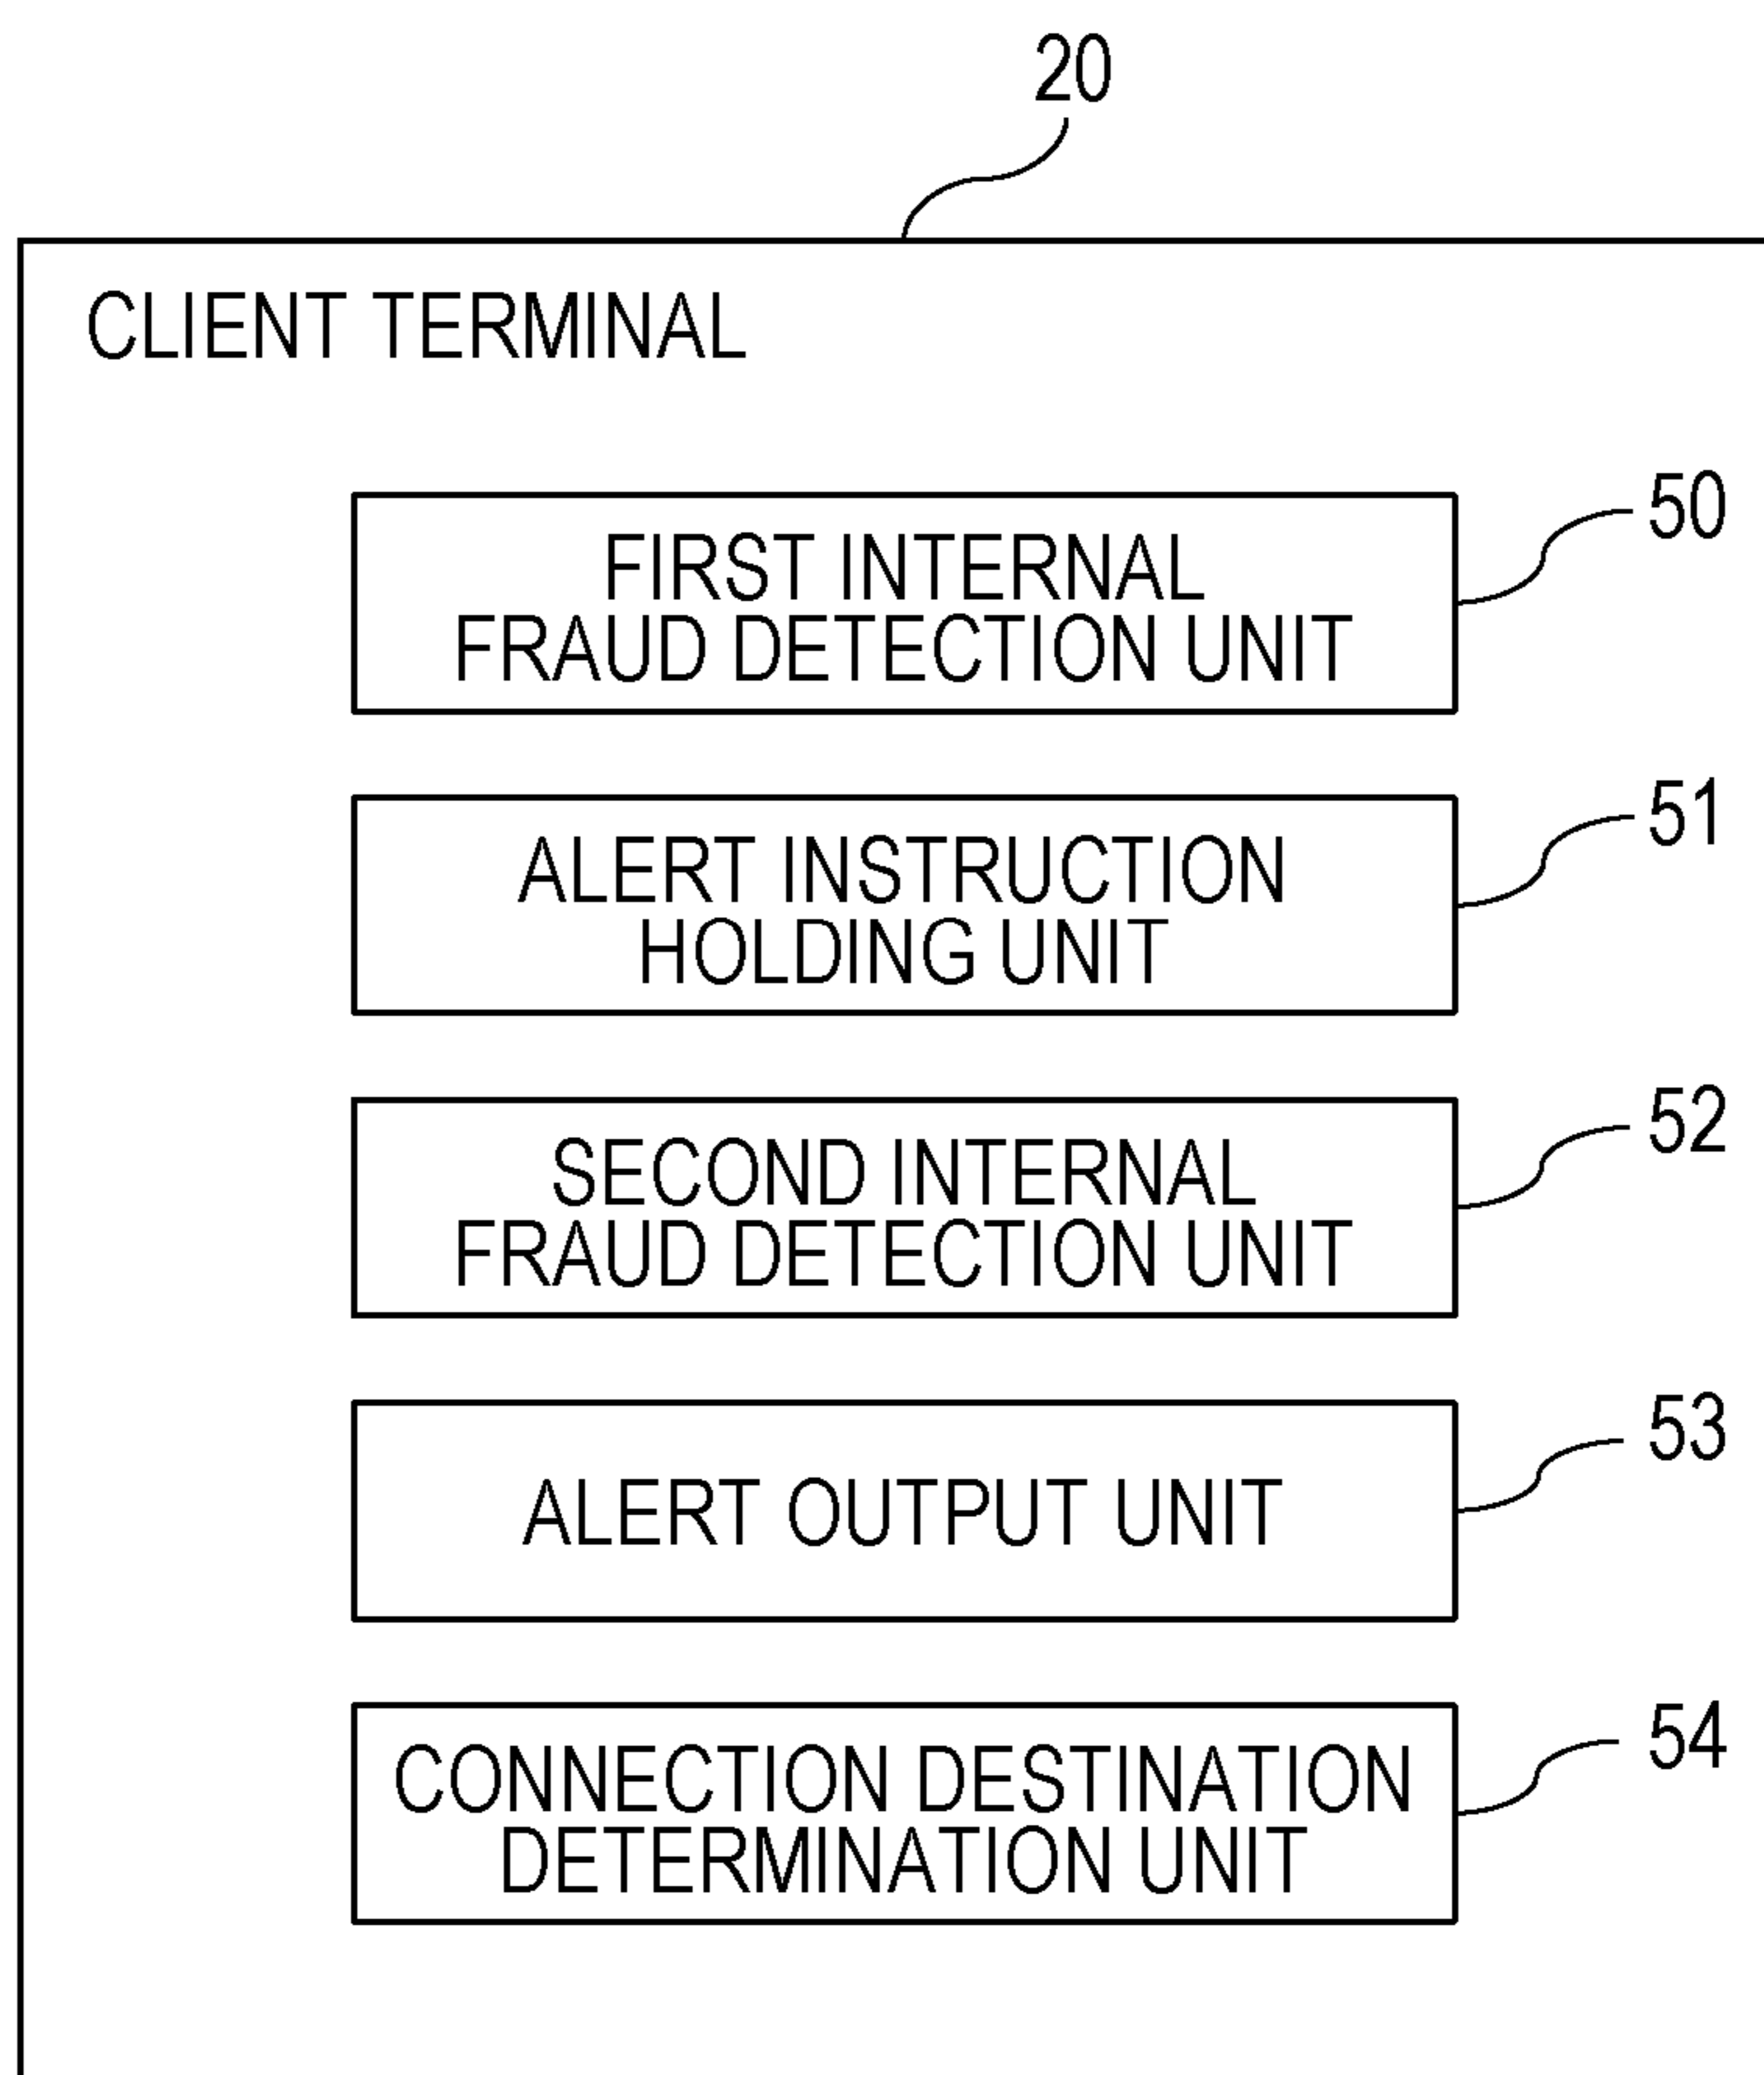 20
CLIENT TERMINAL
50
FIRST INTERNAL
FRAUD DETECTION UNIT
51
ALERT INSTRUCTION
HOLDING UNIT
52
SECOND INTERNAL
FRAUD DETECTION UNIT
53
ALERT OUTPUT UNIT
54
CONNECTION DESTINATION
DETERMINATION UNIT